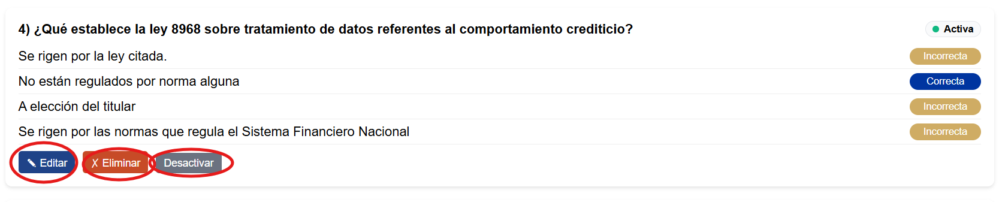 4) ¿Qué establece la ley 8968 sobre tratamiento de datos referentes al comportamiento crediticio? Activa
Se rigen por la ley citada. Incorrecta
No están regulados por norma alguna Correcta
A elección del titular Incorrecta
Se rigen por las normas que regula el Sistema Financiero Nacional Incorrecta
Editar X Eliminar Desactivar